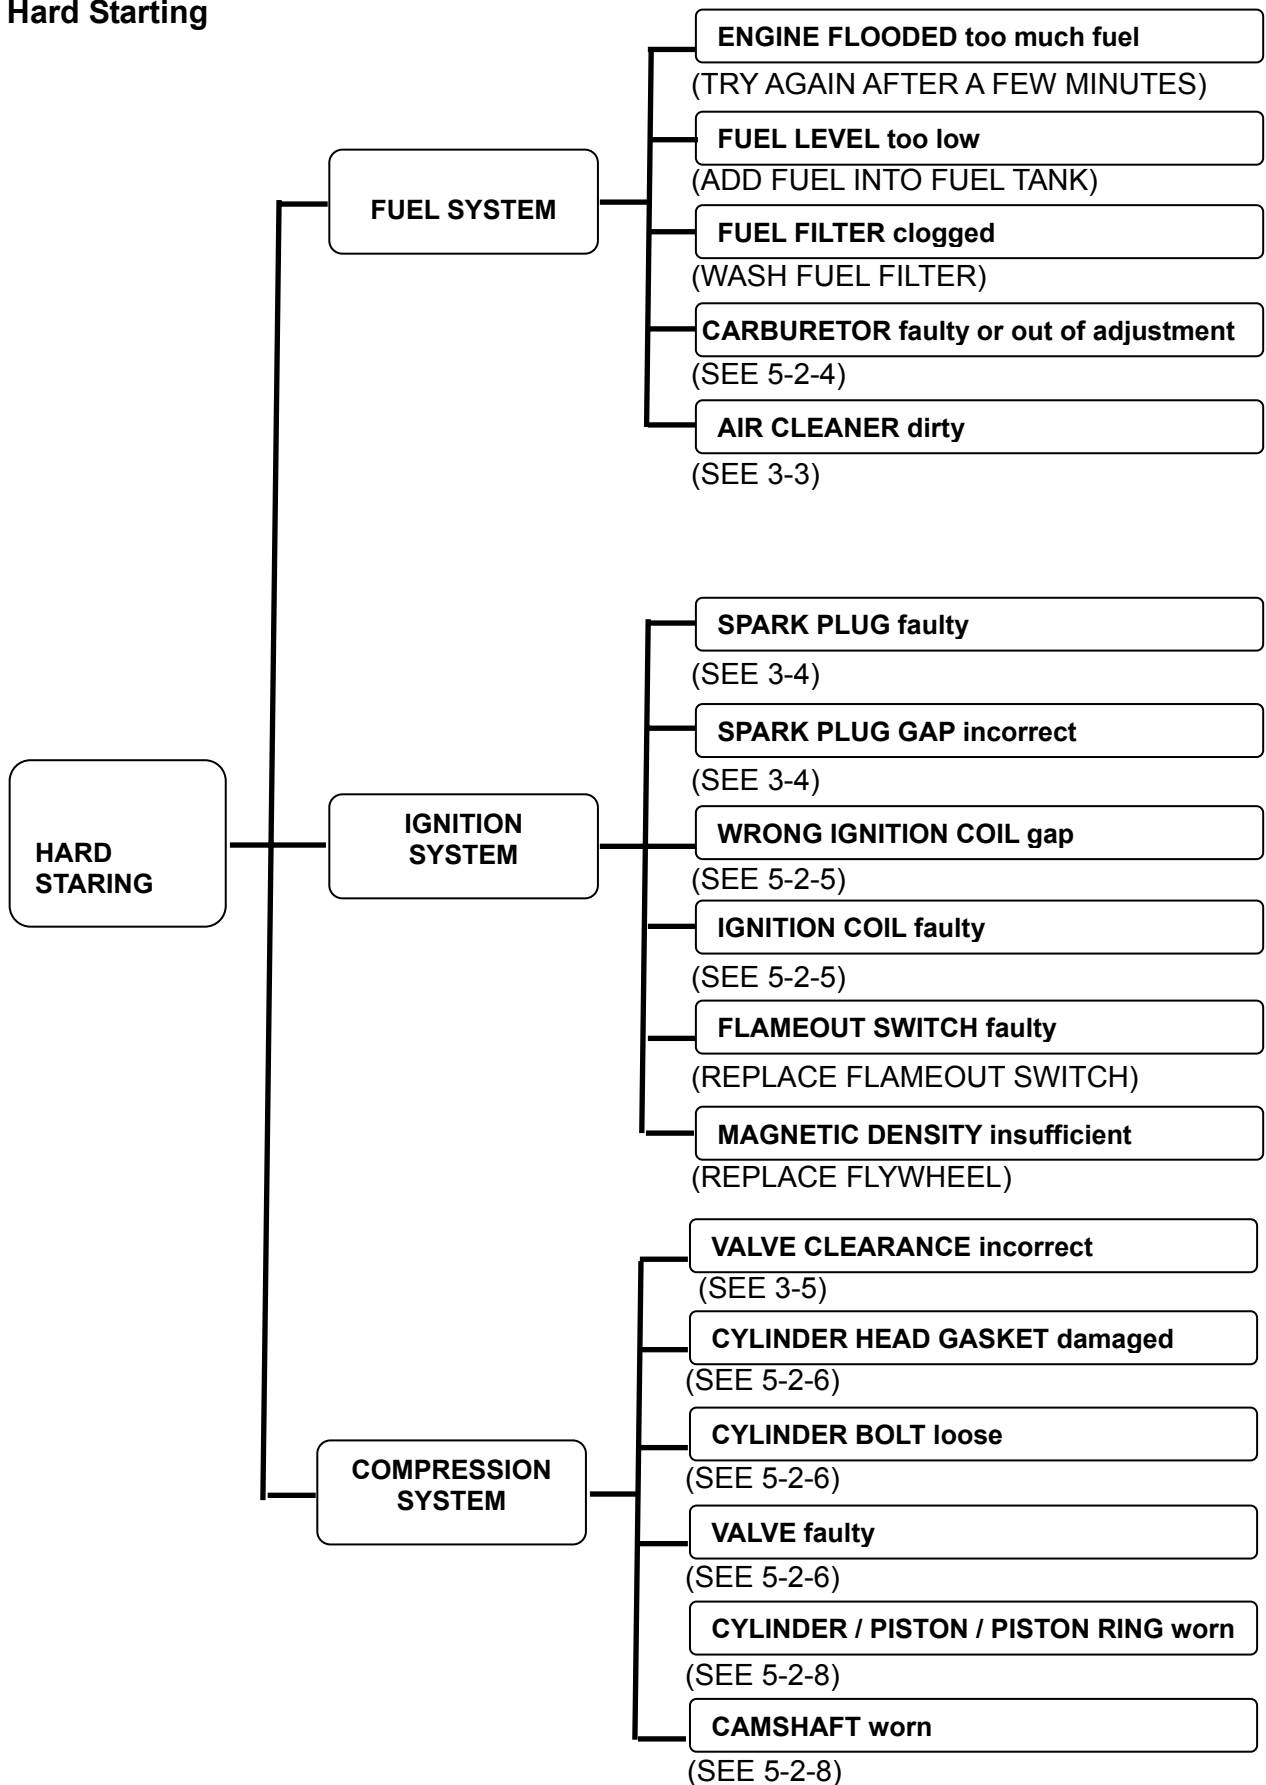 Hard Starting
ENGINE FLOODED too much fuel
(TRY AGAIN AFTER A FEW MINUTES)
FUEL LEVEL too low
(ADD FUEL INTO FUEL TANK)
FUEL SYSTEM
FUEL FILTER clogged
(WASH FUEL FILTER)
CARBURETOR faulty or out of adjustment
(SEE 5-2-4)
AIR CLEANER dirty
(SEE 3-3)
SPARK PLUG faulty
(SEE 3-4)
SPARK PLUG GAP incorrect
(SEE 3-4)
HARD
STARING
IGNITION
SYSTEM
WRONG IGNITION COIL gap
(SEE 5-2-5)
IGNITION COIL faulty
(SEE 5-2-5)
FLAMEOUT SWITCH faulty
(REPLACE FLAMEOUT SWITCH)
MAGNETIC DENSITY insufficient
(REPLACE FLYWHEEL)
VALVE CLEARANCE incorrect
(SEE 3-5)
CYLINDER HEAD GASKET damaged
(SEE 5-2-6)
CYLINDER BOLT loose
(SEE 5-2-6)
COMPRESSION
SYSTEM
VALVE faulty
(SEE 5-2-6)
CYLINDER / PISTON / PISTON RING worn
(SEE 5-2-8)
CAMSHAFT worn
(SEE 5-2-8)